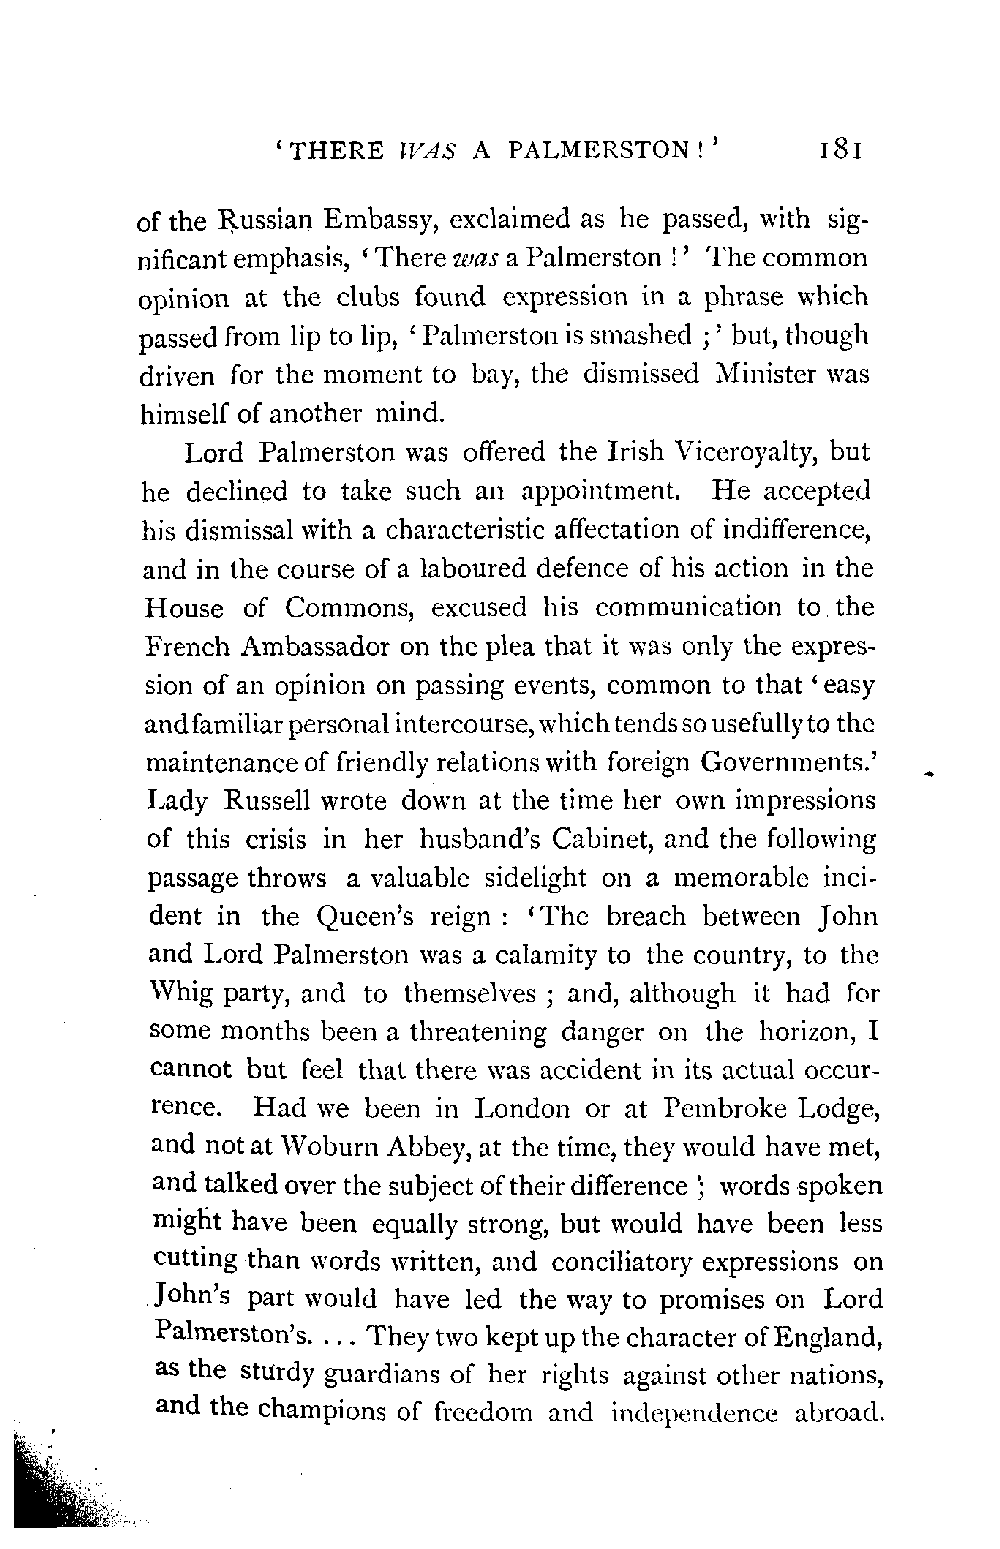 ‘THERE WAS A PALMERSTON!’ 181
of the Russian Embassy, exclaimed as he passed, with sig-
nificant emphasis, ‘There was a Palmerston!’ The common
opinion at the clubs found expression in a phrase which
passed from lip to lip, ‘Palmerston is smashed;’ but, though
driven for the moment to bay, the dismissed Minister was
himself of another mind.
Lord Palmerston was offered the Irish Viceroyalty, but
he declined to take such an appointment. He accepted
his dismissal with a characteristic affectation of indifference,
and in the course of a laboured defence of his action in the
House of Commons, excused his communication to the
French Ambassador on the plea that it was only the expres-
sion of an opinion on passing events, common to that ‘easy
and familiar personal intercourse, which tends so usefully to the
maintenance of friendly relations with foreign Governments.’
Lady Russell wrote down at the time her own impressions
of this crisis in her husband’s Cabinet, and the following
passage throws a valuable sidelight on a memorable inci-
dent in the Queen’s reign: ‘The breach between John
and Lord Palmerston was a calamity to the country, to the
Whig party, and to themselves; and, although it had for
some months been a threatening danger on the horizon, I
cannot but feel that there was accident in its actual occur-
rence. Had we been in London or at Pembroke Lodge,
and not at Woburn Abbey, at the time, they would have met,
and talked over the subject of their difference; words spoken
might have been equally strong, but would have been less
cutting than words written, and conciliatory expressions on
John’s part would have led the way to promises on Lord
Palmerston’s. . . . They two kept up the character of England,
as the sturdy guardians of her rights against other nations,
and the champions of freedom and independence abroad.